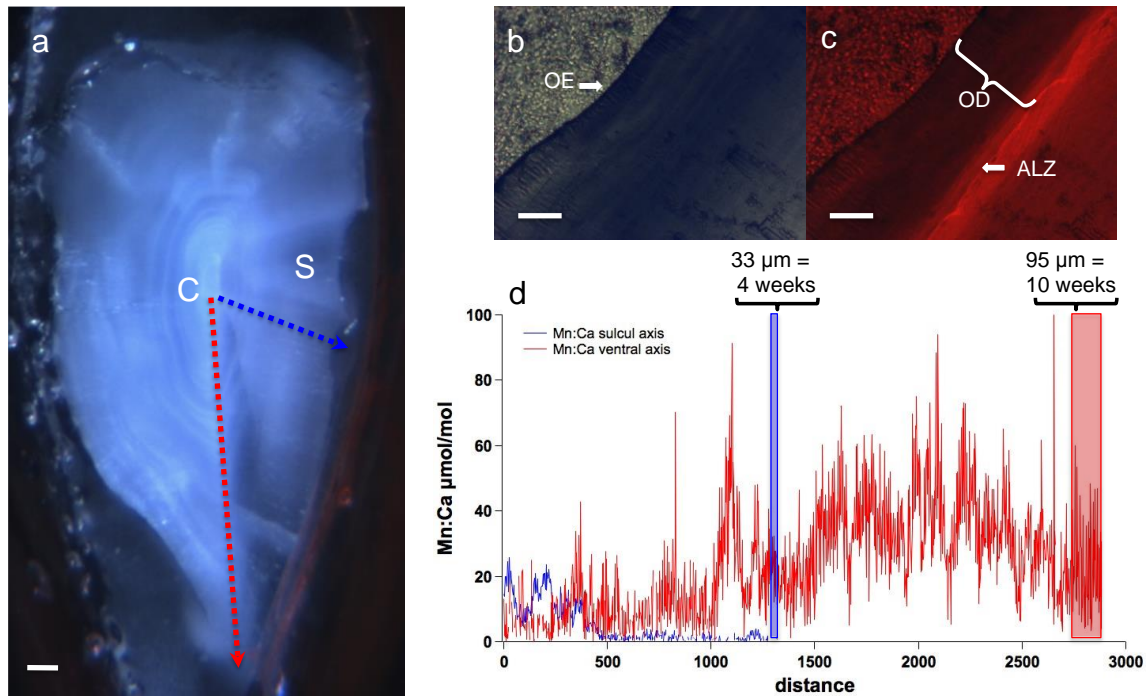 a
C
S
b
OE
c
OD
ALZ
33 µm =
4 weeks
95 µm =
10 weeks
d
Mn:Ca sulcul axis
Mn:Ca ventral axis
Mn:Ca µmol/mol
100
80
60
40
20
0
0 500 1000 1500 2000 2500 3000
distance